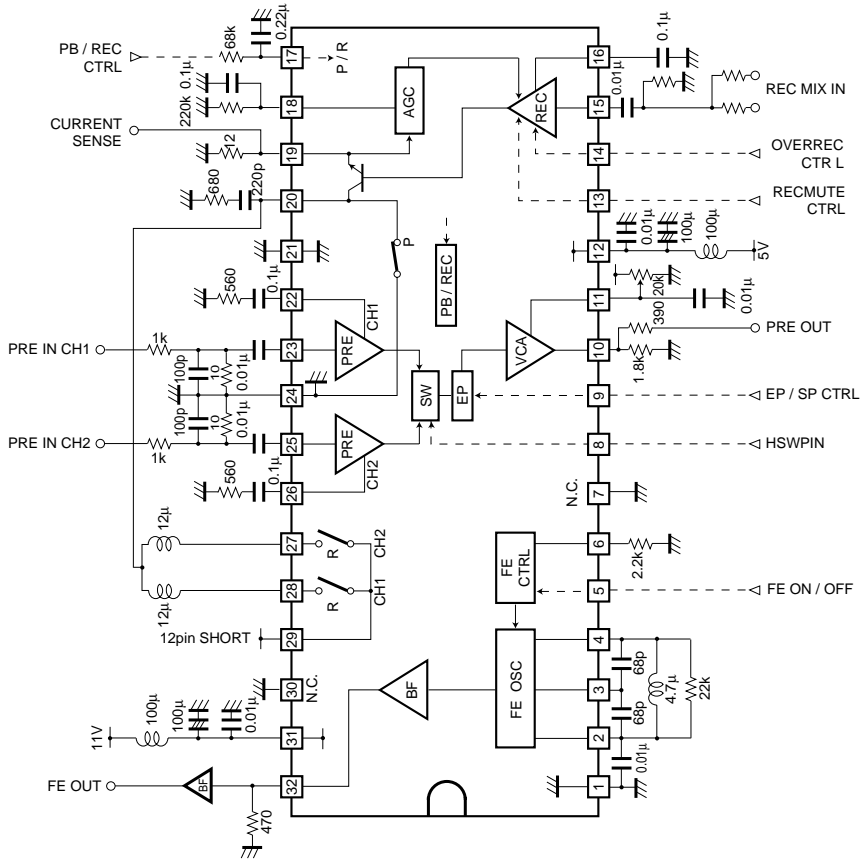 PB / REC
CTRL
68k
0.22µ
17
P / R
0.1µ
220k
18
AGC
CURRENT
SENSE
12
19
680
220p
20
21
P
PB / REC
560
0.1µ
22
CH1
PRE IN CH1
1k
23
PRE
100p
10
0.01µ
24
100p
10
0.01µ
PRE IN CH2
1k
25
PRE
CH2
560
0.1µ
26
SW
EP
VCA
12µ
27
R
CH2
12µ
28
R
CH1
12pin SHORT
29
30
N.C.
11V
100µ
100µ
0.01µ
31
FE OUT
BF
32
470
BF
FE OSC
FE
CTRL
REC
16
0.1µ
0.01µ
15
REC MIX IN
14
OVERREC
CTR L
13
RECMUTE
CTRL
12
0.01µ
100µ
100µ
5V
11
20k
0.01µ
390
PRE OUT
10
1.8k
9
EP / SP CTRL
8
HSWPIN
N.C.
7
6
2.2k
5
FE ON / OFF
4
68p
3
68p
4.7µ
22k
2
0.01µ
1